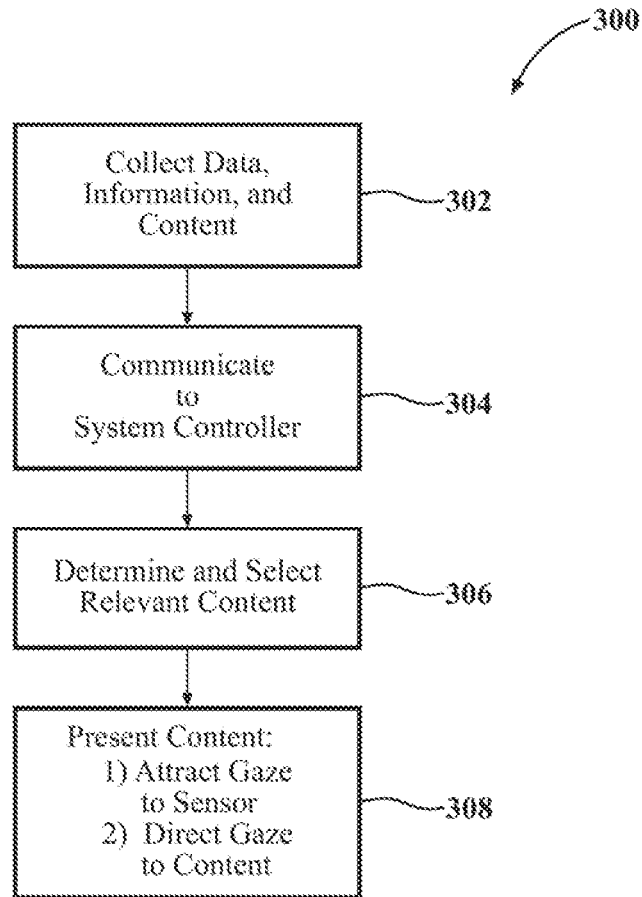 300
Collect Data,
Information, and
Content
302
Communicate
to
System Controller
304
Determine and Select
Relevant Content
306
Present Content:
1) Attract Gaze
to Sensor
2) Direct Gaze
to Content
308